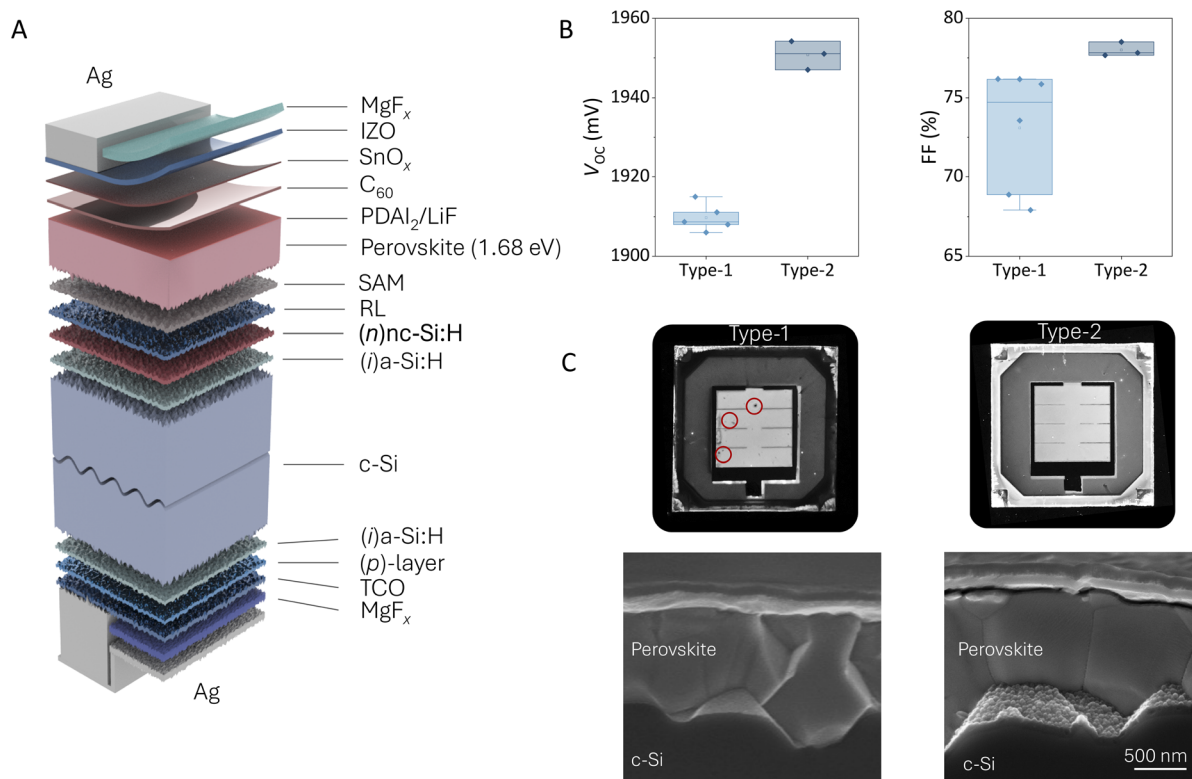 A
Ag
MgFₓ
IZO
SnOₓ
C₆₀
PDAI₂/LiF
Perovskite (1.68 eV)
SAM
RL
(n)nc-Si:H
(i)a-Si:H
c-Si
(i)a-Si:H
(p)-layer
TCO
MgFₓ
Ag
B
1960
1940
1920
1900
V_OC (mV)
Type-1
Type-2
80
75
70
65
FF (%)
Type-1
Type-2
C
Type-1
Type-2
Perovskite
c-Si
Perovskite
c-Si
500 nm